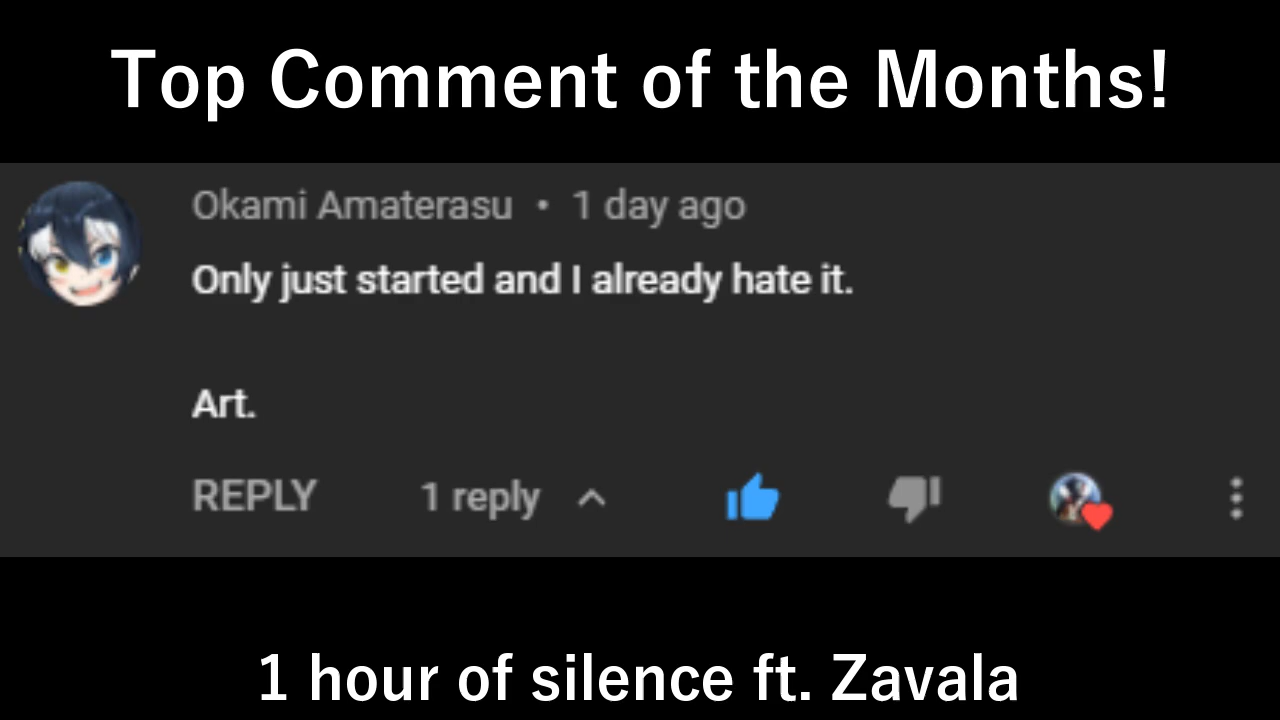 Top Comment of the Months!
Okami Amaterasu • 1 day ago
Only just started and I already hate it.
Art.
REPLY 1 reply
1 hour of silence ft. Zavala